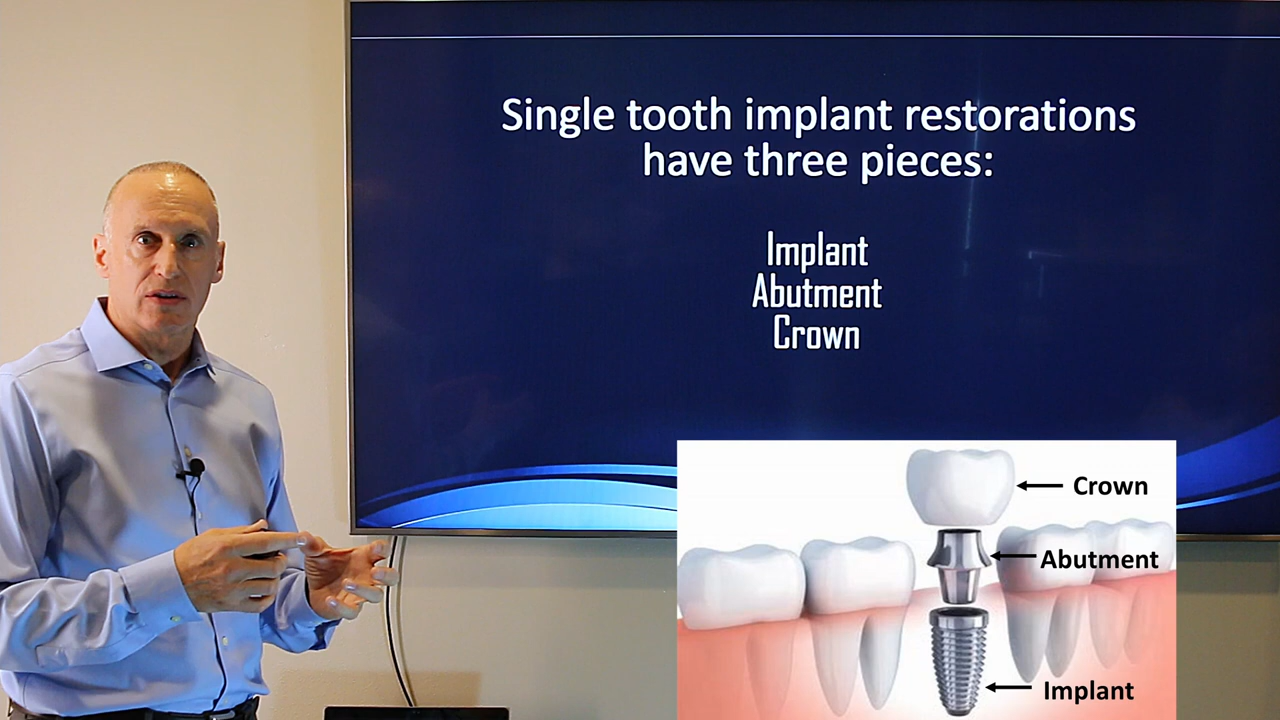 Single tooth implant restorations
have three pieces:
Implant
Abutment
Crown
Crown
Abutment
Implant